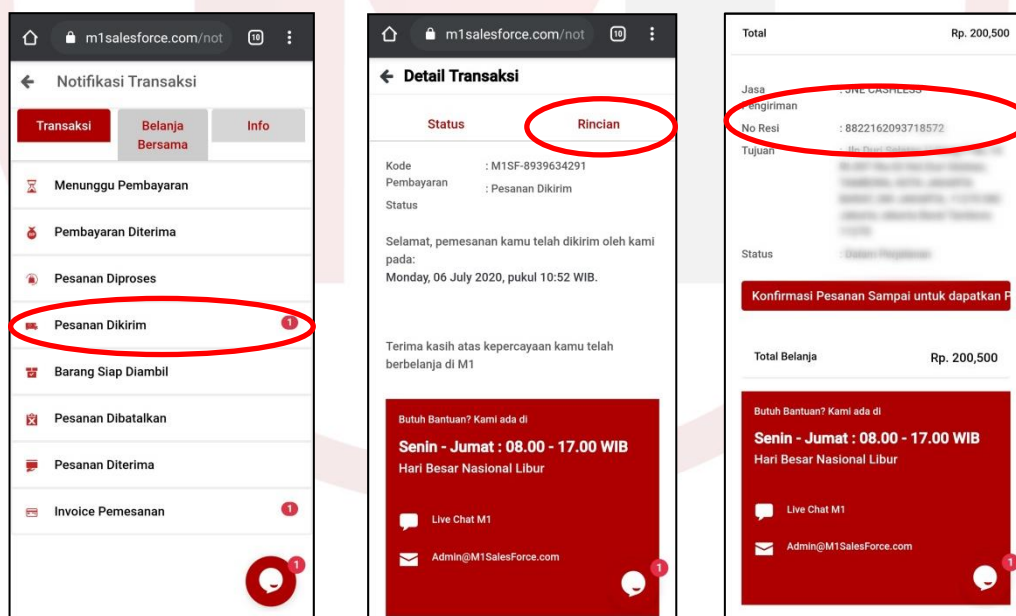 m1salesforce.com/not
10
Notifikasi Transaksi
Transaksi
Belanja Bersama
Info
Menunggu Pembayaran
Pembayaran Diterima
Pesanan Diproses
Pesanan Dikirim
1
Barang Siap Diambil
Pesanan Dibatalkan
Pesanan Diterima
Invoice Pemesanan
1
1
m1salesforce.com/not
10
Detail Transaksi
Status
Rincian
Kode Pembayaran
: M1SF-8939634291
Status
: Pesanan Dikirim
Selamat, pemesanan kamu telah dikirim oleh kami
pada:
Monday, 06 July 2020, pukul 10:52 WIB.
Terima kasih atas kepercayaan kamu telah
berbelanja di M1
Butuh Bantuan? Kami ada di
Senin - Jumat : 08.00 - 17.00 WIB
Hari Besar Nasional Libur
Live Chat M1
Admin@M1SalesForce.com
1
Total
Rp. 200,500
Jasa Pengiriman
: JNE CASHLESS
No Resi
: 8822162093718572
Tujuan
Status
Konfirmasi Pesanan Sampai untuk dapatkan P
Total Belanja
Rp. 200,500
Butuh Bantuan? Kami ada di
Senin - Jumat : 08.00 - 17.00 WIB
Hari Besar Nasional Libur
Live Chat M1
Admin@M1SalesForce.com
1